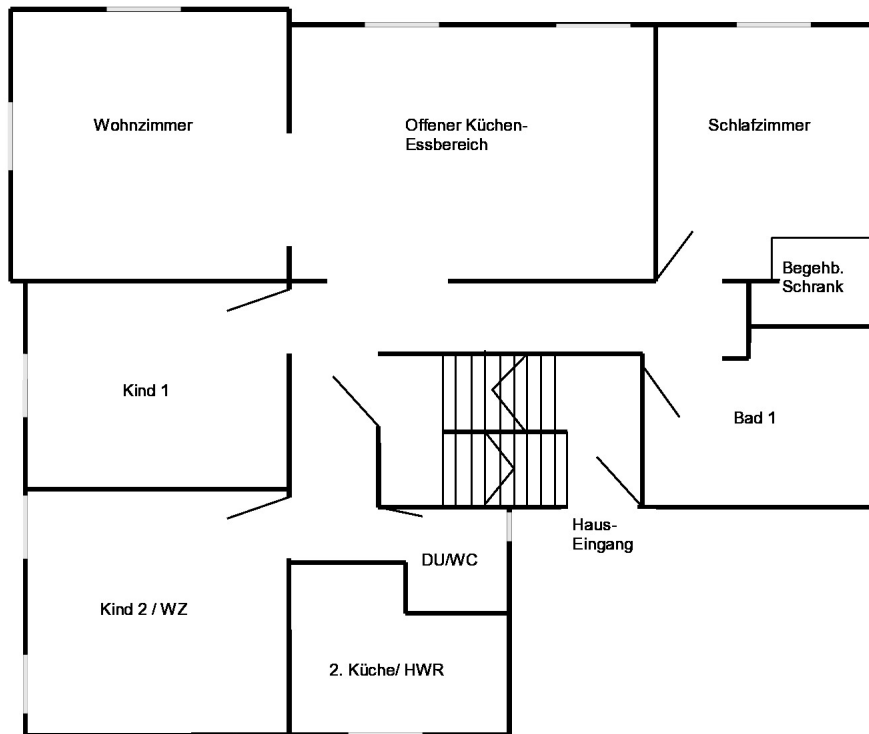 Wohnzimmer
Offener Küchen-
Essbereich
Schlafzimmer
Begehb.
Schrank
Kind 1
Bad 1
Haus-
Eingang
DU/WC
Kind 2 / WZ
2. Küche/ HWR